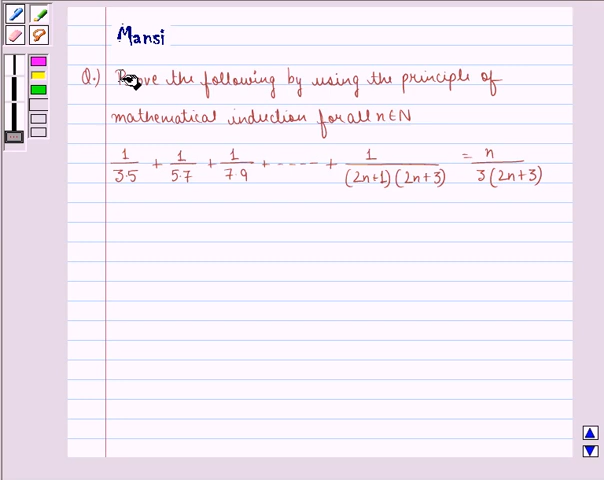 Mansi
Q.) Prove the following by using the principle of
mathematical induction for all n∈N
1/3·5 + 1/5·7 + 1/7·9 + ----- + 1/(2n+1)(2n+3) = n/3(2n+3)